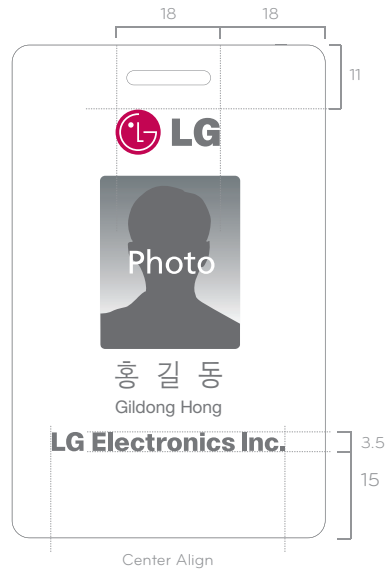 18 18
11
LG
Photo
홍 길 동
Gildong Hong
LG Electronics Inc.
3.5
15
Center Align